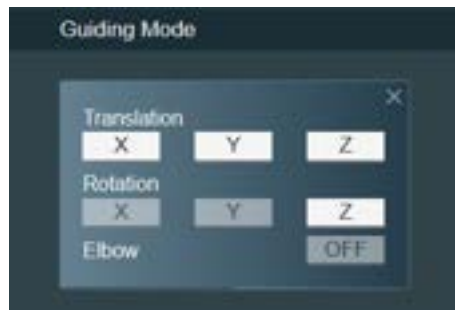 Guiding Mode
×
Translation
X Y Z
Rotation
X Y Z
Elbow OFF